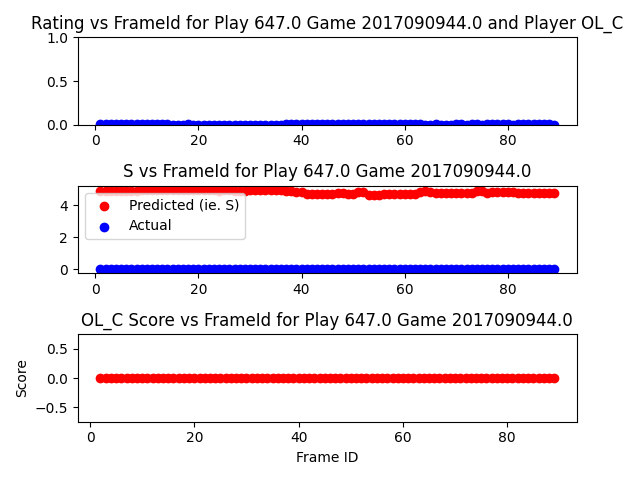 Rating vs FrameId for Play 647.0 Game 2017090944.0 and Player OL_C
1.0
0.5
0.0
0 20 40 60 80
S vs FrameId for Play 647.0 Game 2017090944.0
4
2
0
Predicted (ie. S)
Actual
0 20 40 60 80
OL_C Score vs FrameId for Play 647.0 Game 2017090944.0
Score
0.5
0.0
−0.5
0 20 40 60 80
Frame ID